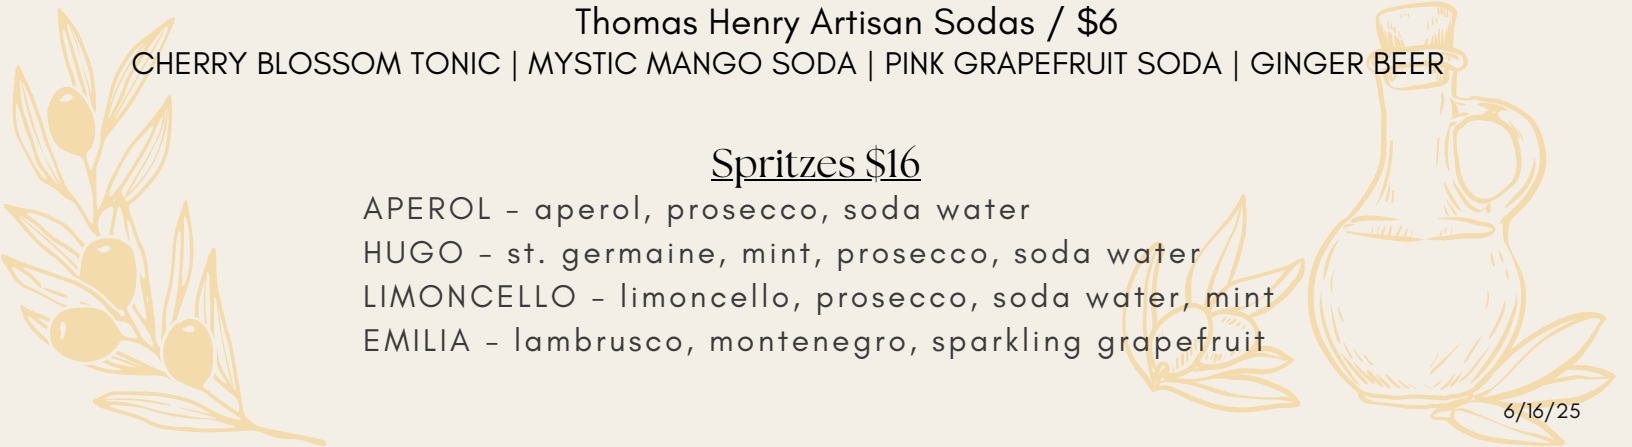 Thomas Henry Artisan Sodas / $6
CHERRY BLOSSOM TONIC | MYSTIC MANGO SODA | PINK GRAPEFRUIT SODA | GINGER BEER
Spritzes $16
APEROL – aperol, prosecco, soda water
HUGO – st. germaine, mint, prosecco, soda water
LIMONCELLO – limoncello, prosecco, soda water, mint
EMILIA – lambrusco, montenegro, sparkling grapefruit
6/16/25